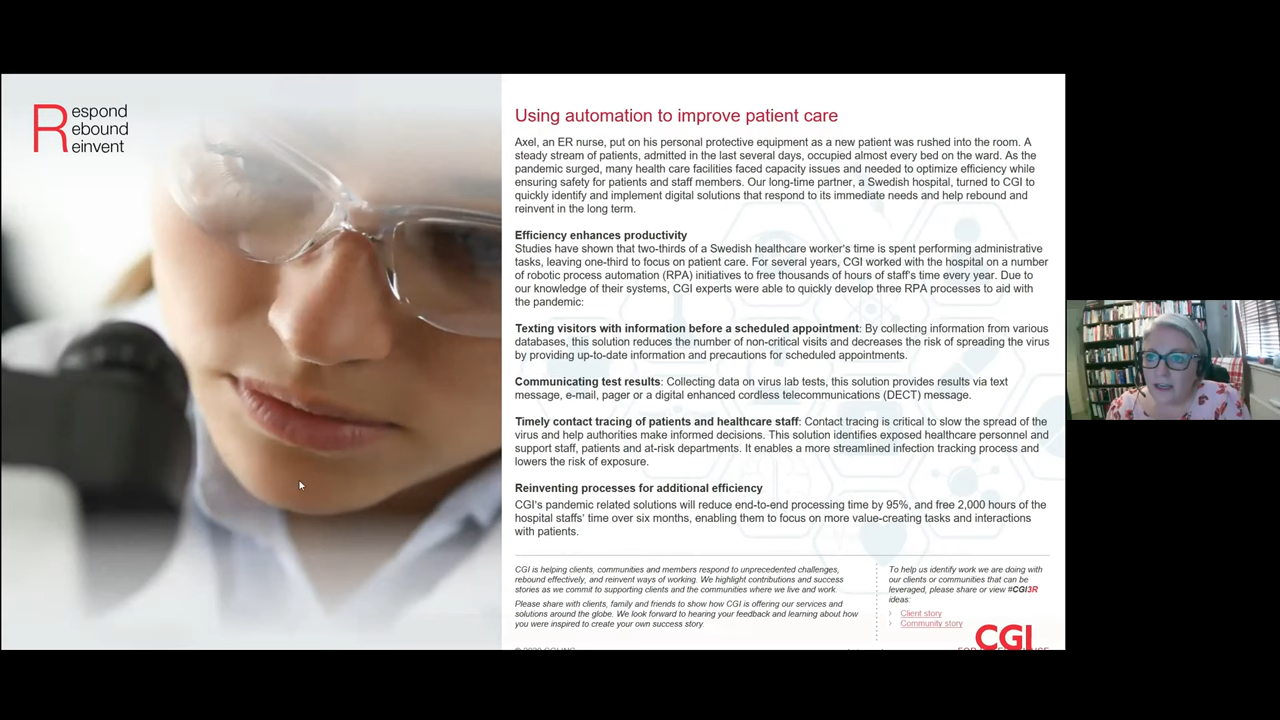 Respond
Rebound
Reinvent
Using automation to improve patient care
Axel, an ER nurse, put on his personal protective equipment as a new patient was rushed into the room. A
steady stream of patients, admitted in the last several days, occupied almost every bed on the ward. As the
pandemic surged, many health care facilities faced capacity issues and needed to optimize efficiency while
ensuring safety for patients and staff members. Our long-time partner, a Swedish hospital, turned to CGI to
quickly identify and implement digital solutions that respond to its immediate needs and help rebound and
reinvent in the long term.
Efficiency enhances productivity
Studies have shown that two-thirds of a Swedish healthcare worker's time is spent performing administrative
tasks, leaving one-third to focus on patient care. For several years, CGI worked with the hospital on a number
of robotic process automation (RPA) initiatives to free thousands of hours of staff's time every year. Due to
our knowledge of their systems, CGI experts were able to quickly develop three RPA processes to aid with
the pandemic:
Texting visitors with information before a scheduled appointment: By collecting information from various
databases, this solution reduces the number of non-critical visits and decreases the risk of spreading the virus
by providing up-to-date information and precautions for scheduled appointments.
Communicating test results: Collecting data on virus lab tests, this solution provides results via text
message, e-mail, pager or a digital enhanced cordless telecommunications (DECT) message.
Timely contact tracing of patients and healthcare staff: Contact tracing is critical to slow the spread of the
virus and help authorities make informed decisions. This solution identifies exposed healthcare personnel and
support staff, patients and at-risk departments. It enables a more streamlined infection tracking process and
lowers the risk of exposure.
Reinventing processes for additional efficiency
CGI's pandemic related solutions will reduce end-to-end processing time by 95%, and free 2,000 hours of the
hospital staffs' time over six months, enabling them to focus on more value-creating tasks and interactions
with patients.
CGI is helping clients, communities and members respond to unprecedented challenges,
rebound effectively, and reinvent ways of working. We highlight contributions and success
stories as we commit to supporting clients and the communities where we live and work.
Please share with clients, family and friends to show how CGI is offering our services and
solutions around the globe. We look forward to hearing your feedback and learning about how
you were inspired to create your own success story.
To help us identify work we are doing with
our clients or communities that can be
leveraged, please share or view #CGI3R
ideas:
› Client story
› Community story
CGI